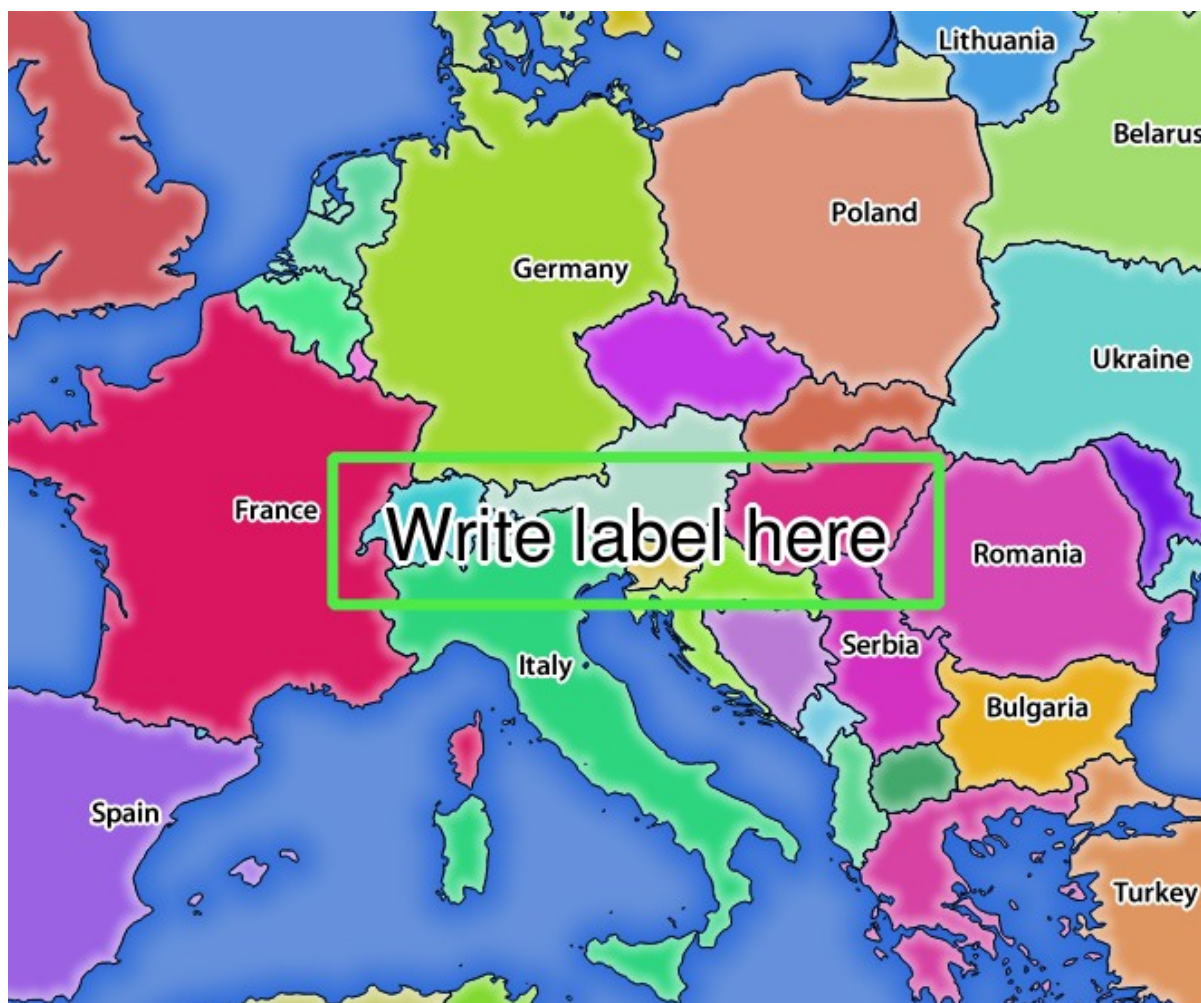 Lithuania
Belarus
Poland
Germany
Ukraine
France
Write label here
Romania
Serbia
Italy
Bulgaria
Spain
Turkey